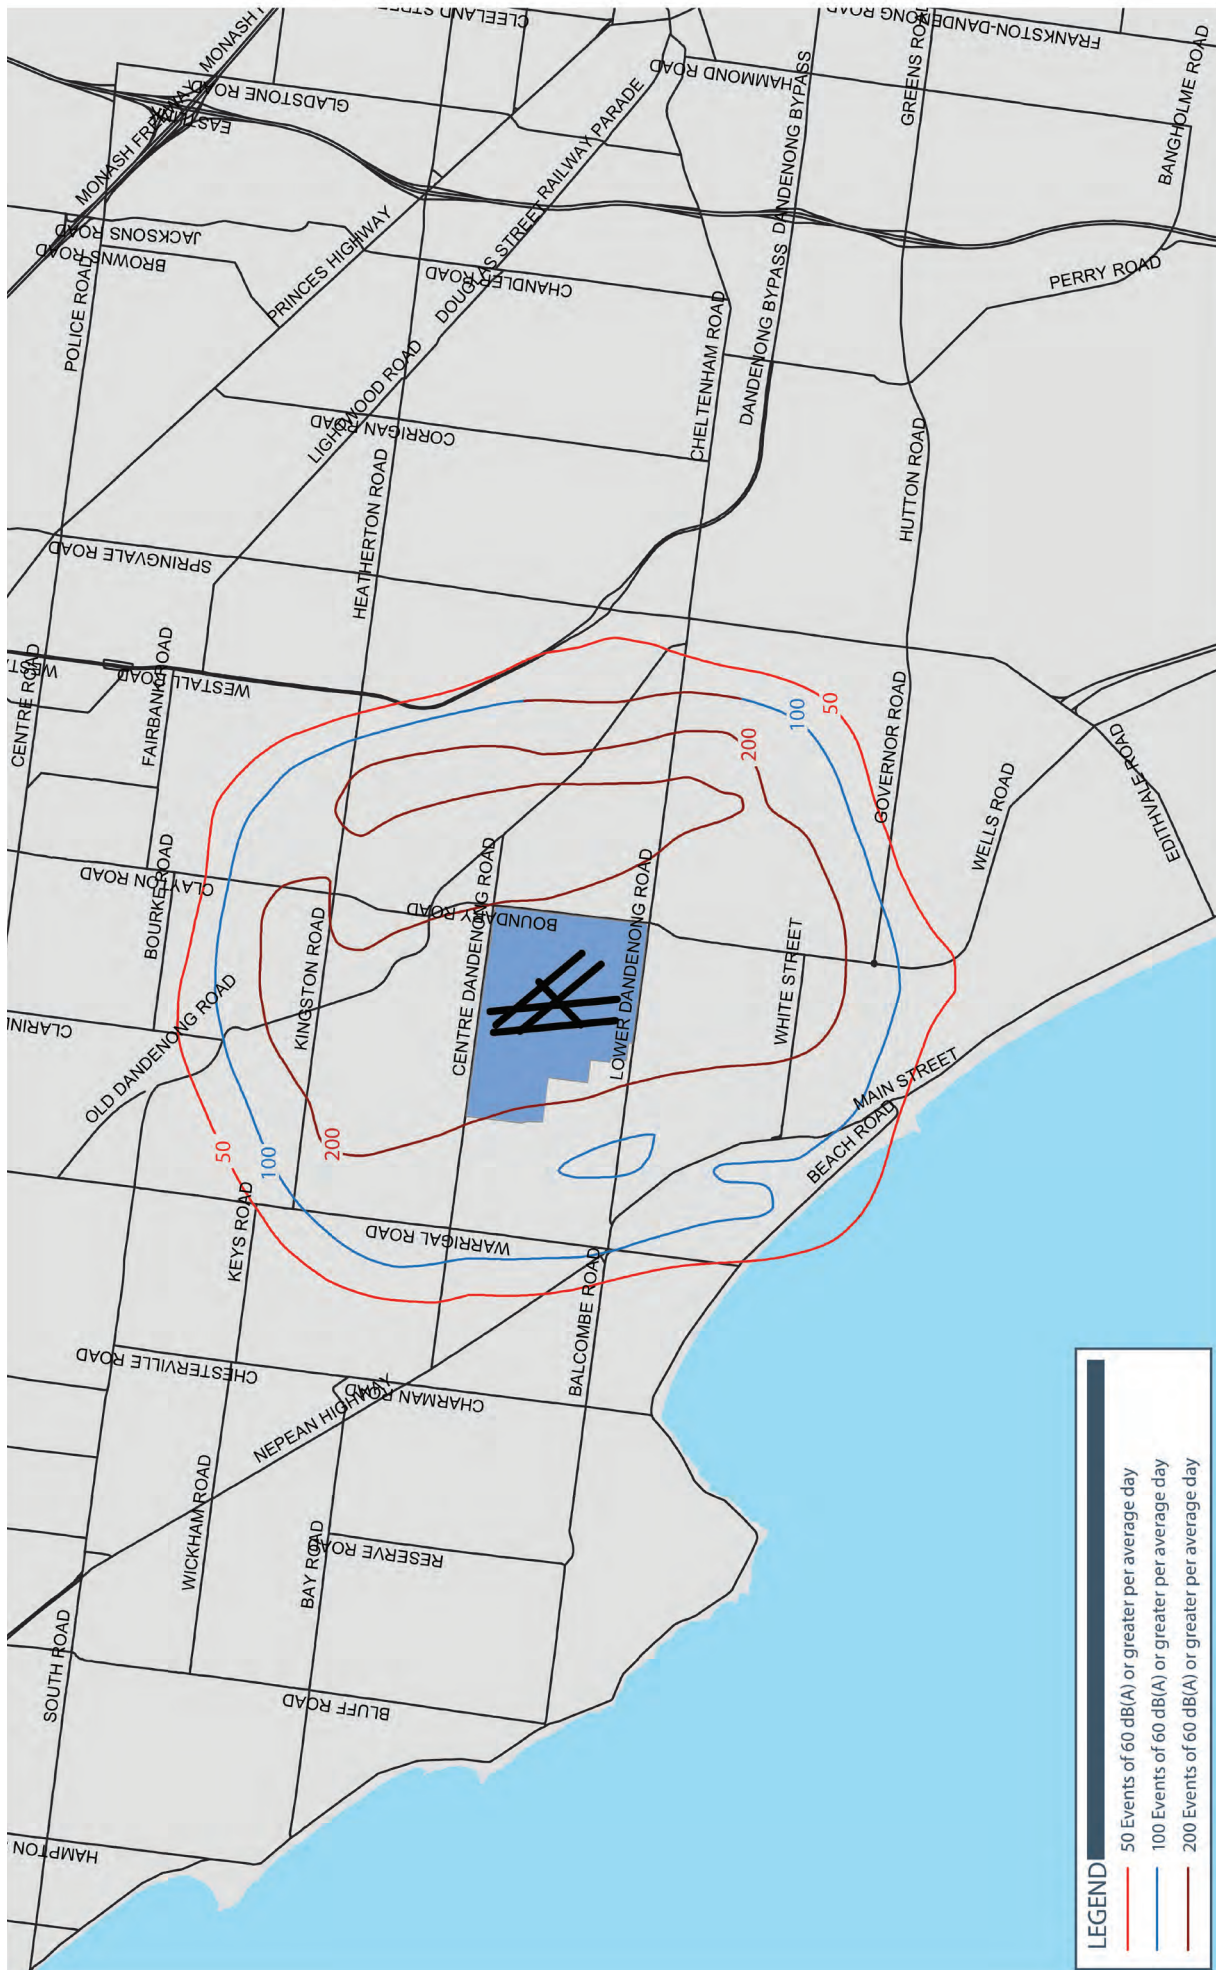 MONASH FREEWAY
GLADSTONE ROAD
CLEELAND STREE
HAMMOND ROAD
GREENS ROAD
FRANKSTON-DANDENONG ROAD
BANGHOLME ROAD
JACKSONS ROAD
BROWNS ROAD
POLICE ROAD
PRINCES HIGHWAY
DOUGLAS STREET
RAILWAY PARADE
CHANDLER ROAD
DANDENONG BYPASS
DANDENONG BYPASS
PERRY ROAD
LIGHTWOOD ROAD
CORRIGAN ROAD
CHELTENHAM ROAD
HEATHERTON ROAD
HUTTON ROAD
SPRINGVALE ROAD
CENTRE ROAD
FAIRBANK ROAD
WESTALL ROAD
GOVERNOR ROAD
WELLS ROAD
EDITHVALE ROAD
50
100
200
BOURKE ROAD
CLAYTON ROAD
CENTRE DANDENONG ROAD
BOUNDARY ROAD
LOWER DANDENONG ROAD
WHITE STREET
CLARIN
OLD DANDENONG ROAD
KINGSTON ROAD
MAIN STREET
BEACH ROAD
50
100
200
KEYS ROAD
WARRIGAL ROAD
BALCOMBE ROAD
CHESTERVILLE ROAD
CHARMAN ROAD
NEPEAN HIGHWAY
WICKHAM ROAD
BAY ROAD
RESERVE ROAD
SOUTH ROAD
BLUFF ROAD
HAMPTON
LEGEND
50 Events of 60 dB(A) or greater per average day
100 Events of 60 dB(A) or greater per average day
200 Events of 60 dB(A) or greater per average day